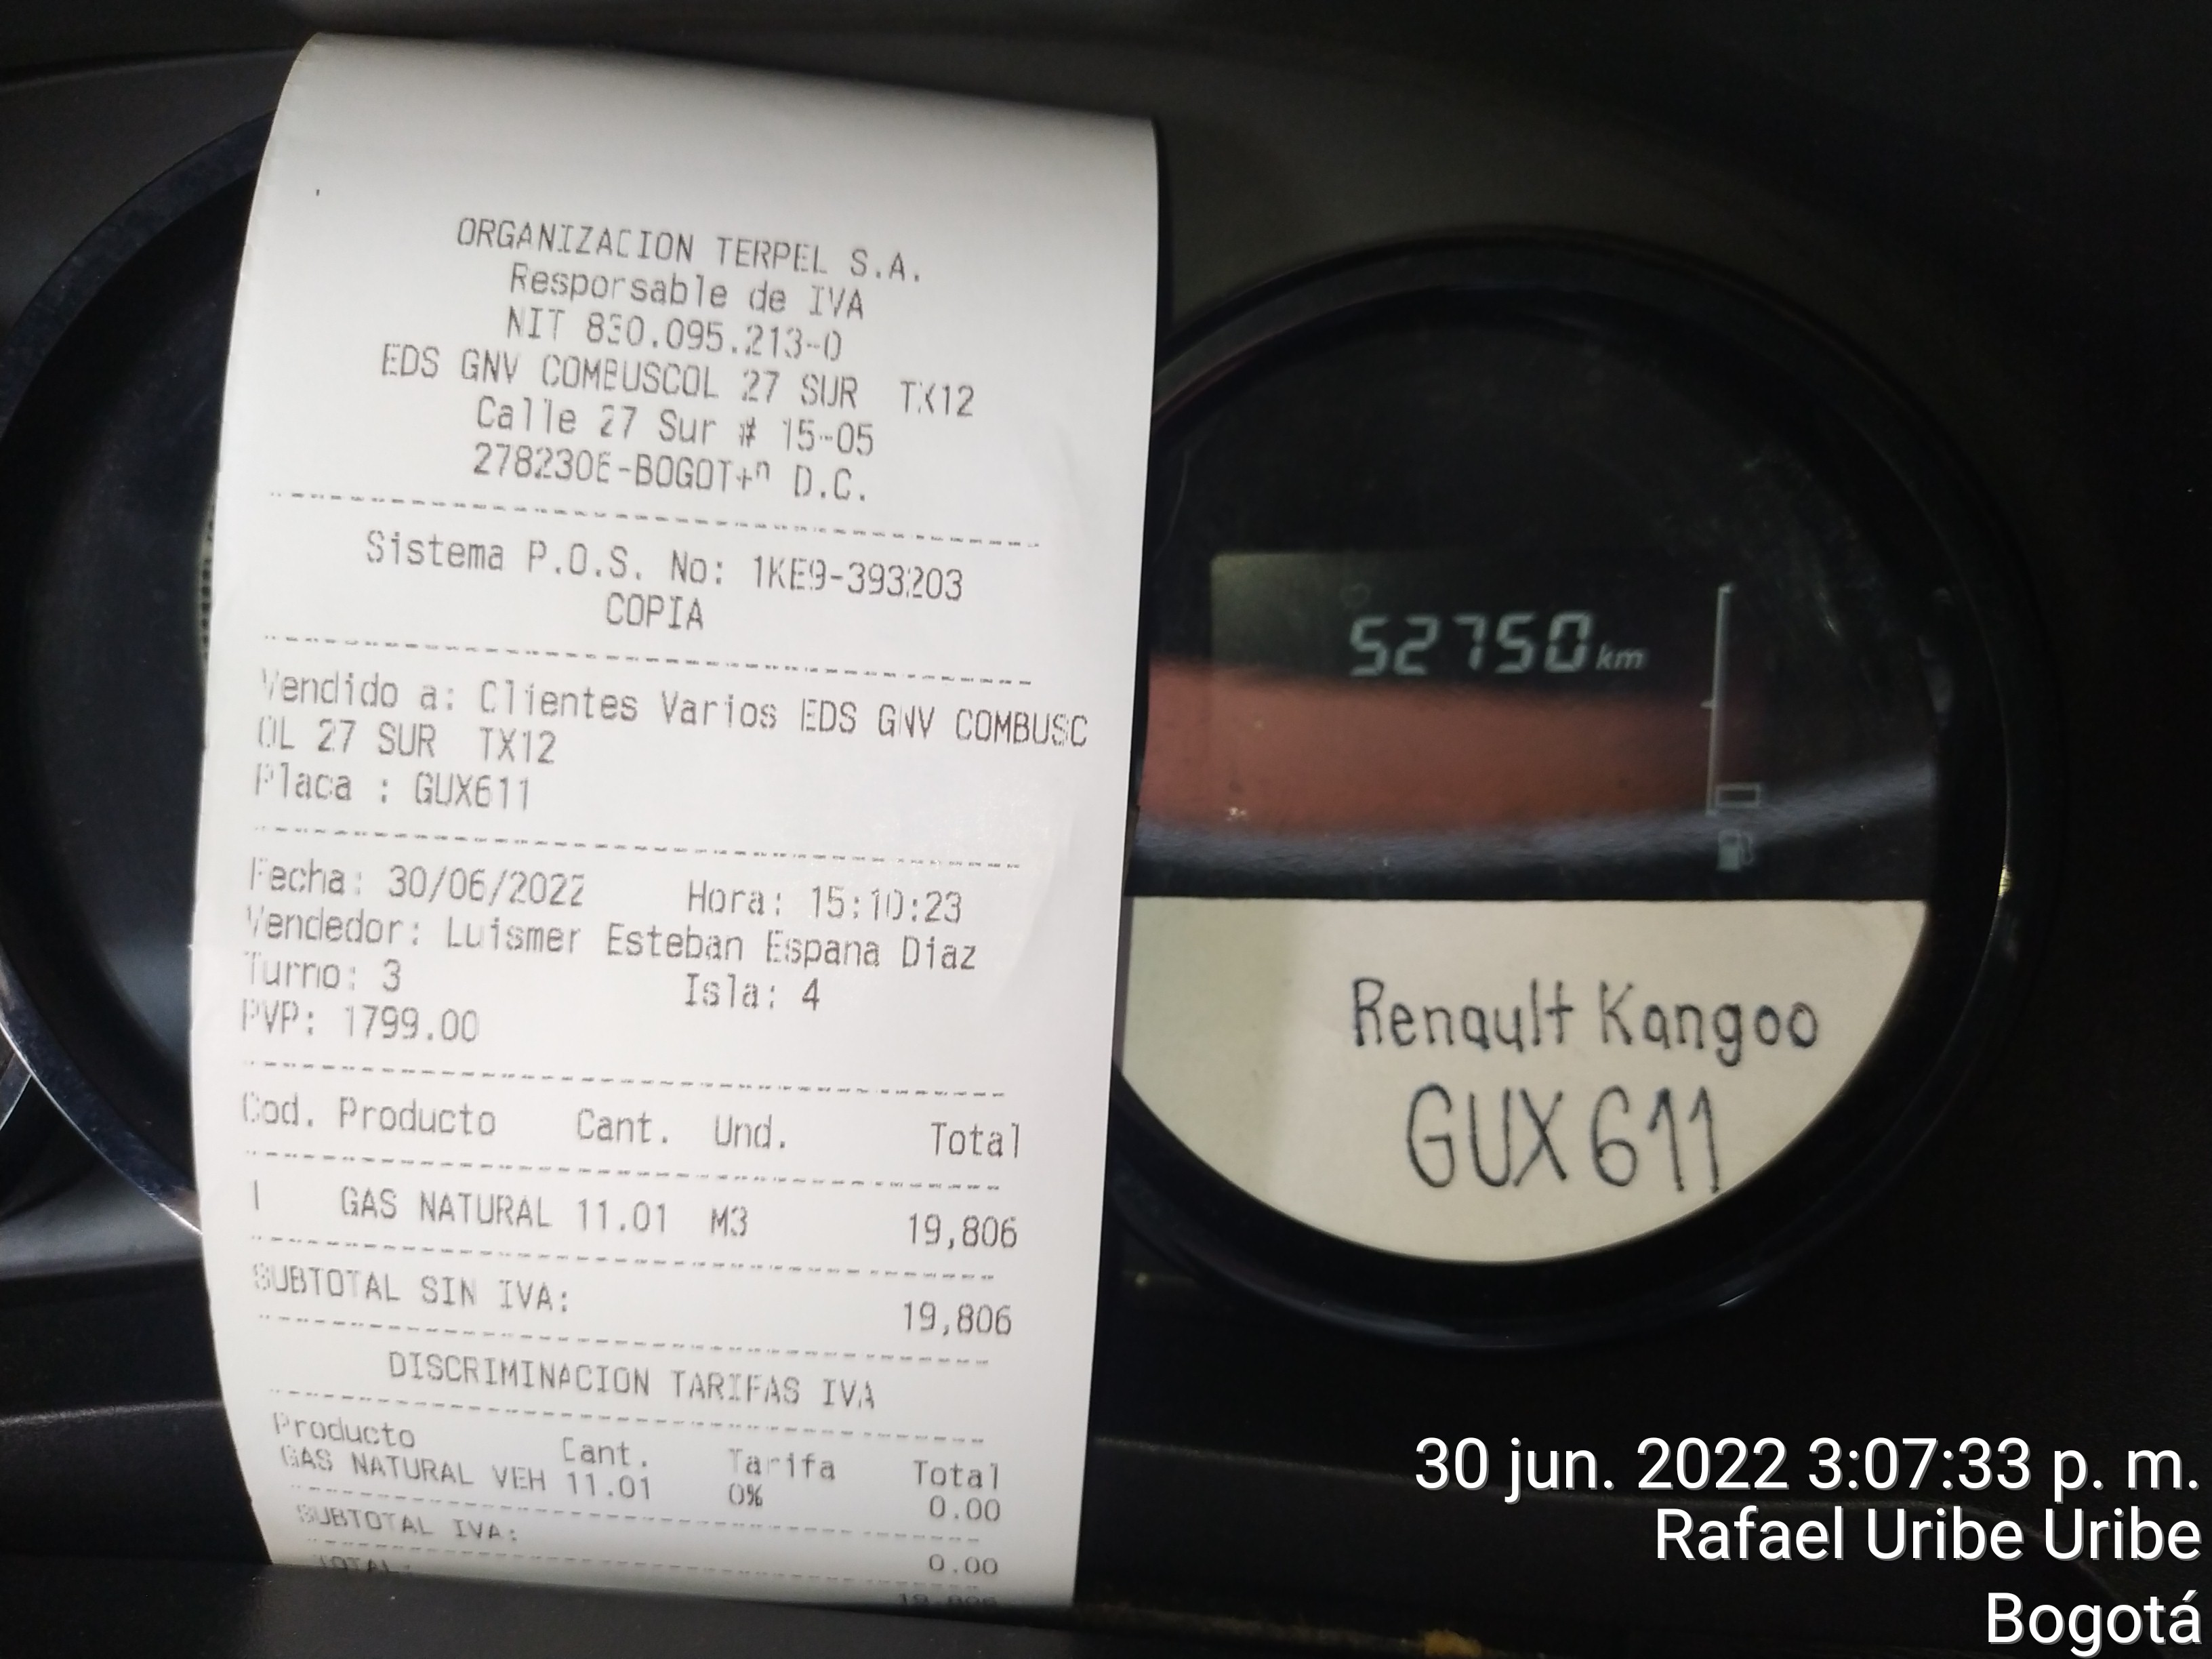 ORGANIZACION TERPEL S.A.
Responsable de IVA
NIT 830.095.213-0
EDS GNV COMBUSCOL 27 SUR TX12
Calle 27 Sur # 15-05
2782306-BOGOT+ⁿ D.C.
Sistema P.O.S. No: 1KE9-393203
COPIA
Vendido a: Clientes Varios EDS GNV COMBUSC
OL 27 SUR TX12
Placa : GUX611
Fecha: 30/06/2022 Hora: 15:10:23
Vendedor: Luismer Esteban Espana Diaz
Turno: 3 Isla: 4
PVP: 1799.00
Cod. Producto Cant. Und. Total
1 GAS NATURAL 11.01 M3 19,806
SUBTOTAL SIN IVA: 19,806
DISCRIMINACION TARIFAS IVA
Producto Cant. Tarifa Total
GAS NATURAL VEH 11.01 0% 0.00
SUBTOTAL IVA: 0.00
TOTAL: 19,806
52750 km
Renault Kangoo
GUX 611
30 jun. 2022 3:07:33 p. m.
Rafael Uribe Uribe
Bogotá